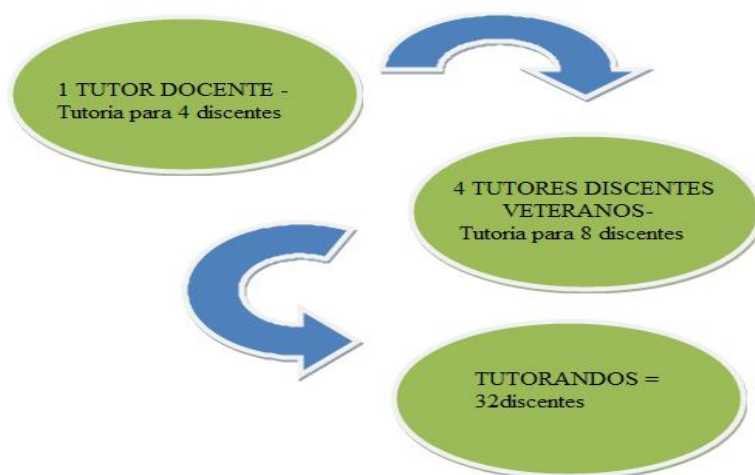 1 TUTOR DOCENTE -
Tutoria para 4 discentes
4 TUTORES DISCENTES
VETERANOS-
Tutoria para 8 discentes
TUTORANDOS =
32discentes